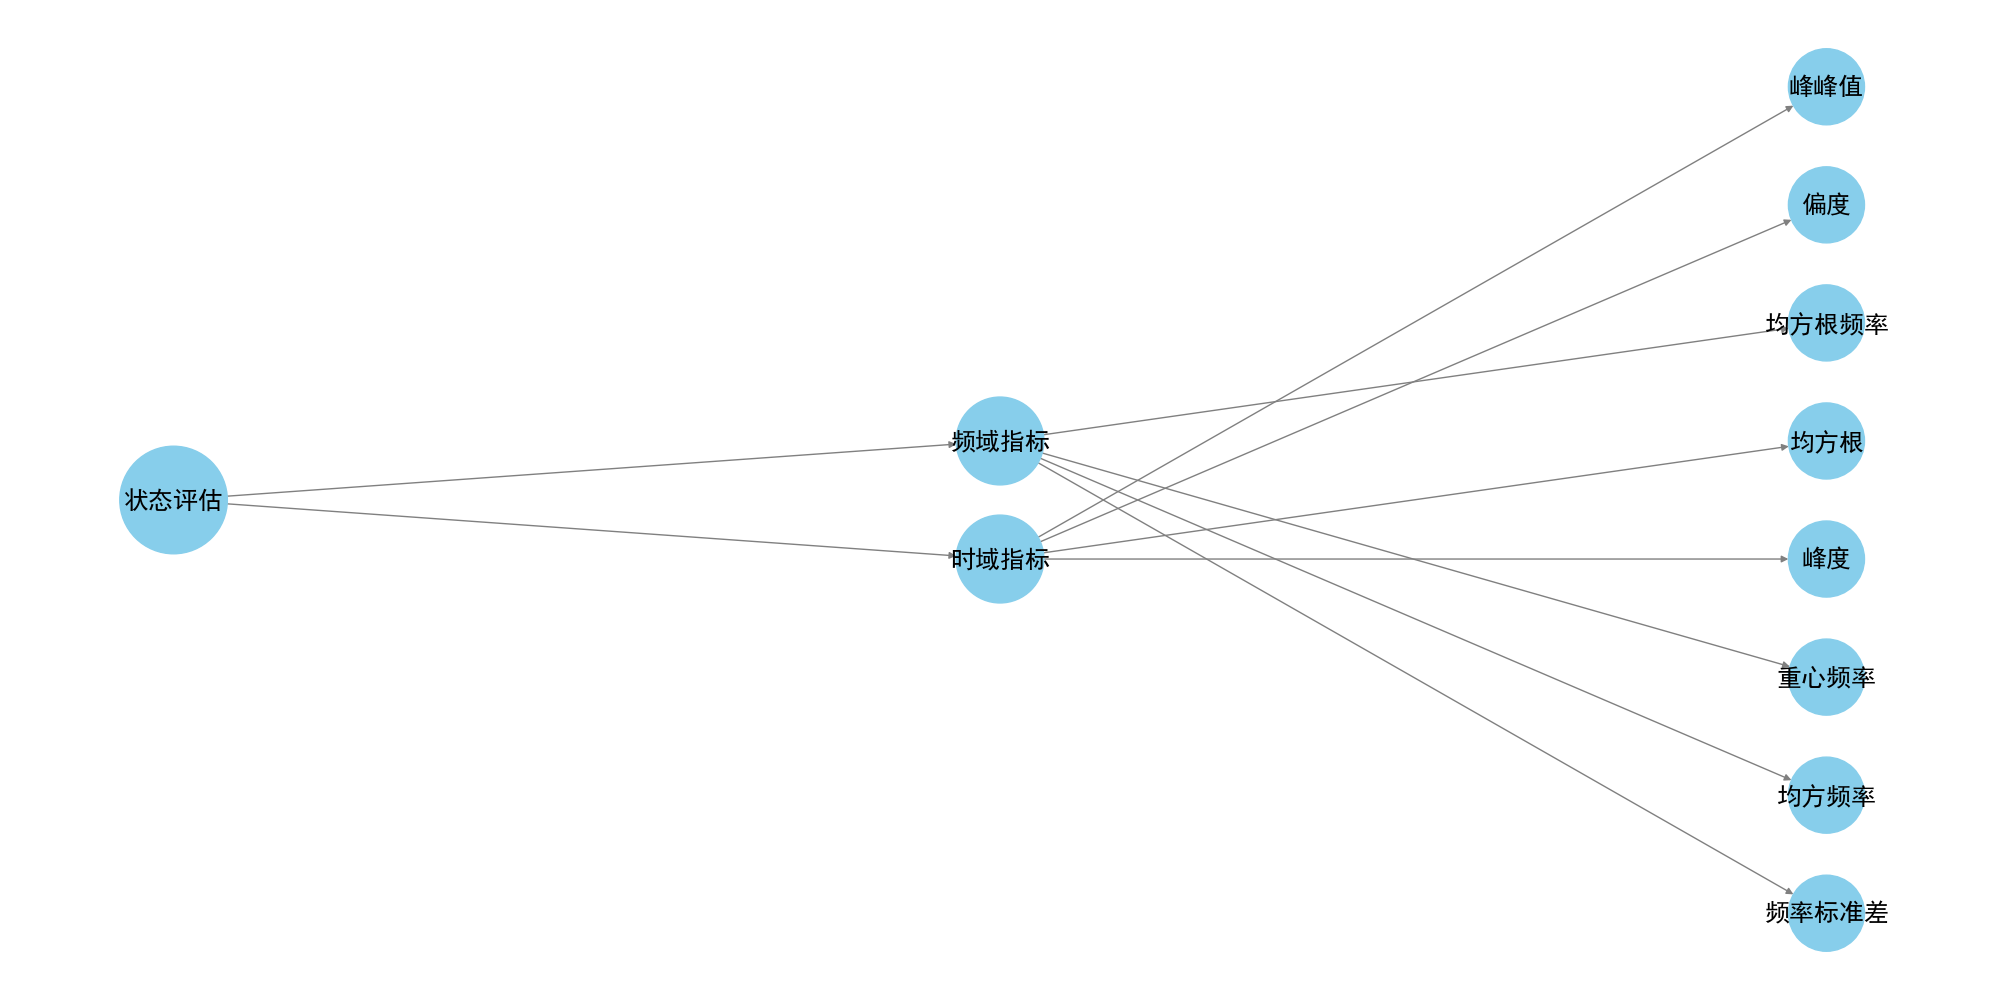 状态评估
频域指标
时域指标
峰峰值
偏度
均方根频率
均方根
峰度
重心频率
均方频率
频率标准差